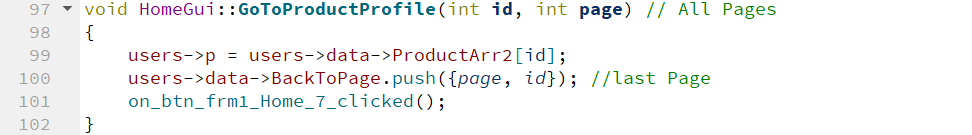 97 void HomeGui::GoToProductProfile(int id, int page) // All Pages
98 {
99 users->p = users->data->ProductArr2[id];
100 users->data->BackToPage.push({page, id}); //last Page
101 on_btn_frm1_Home_7_clicked();
102 }